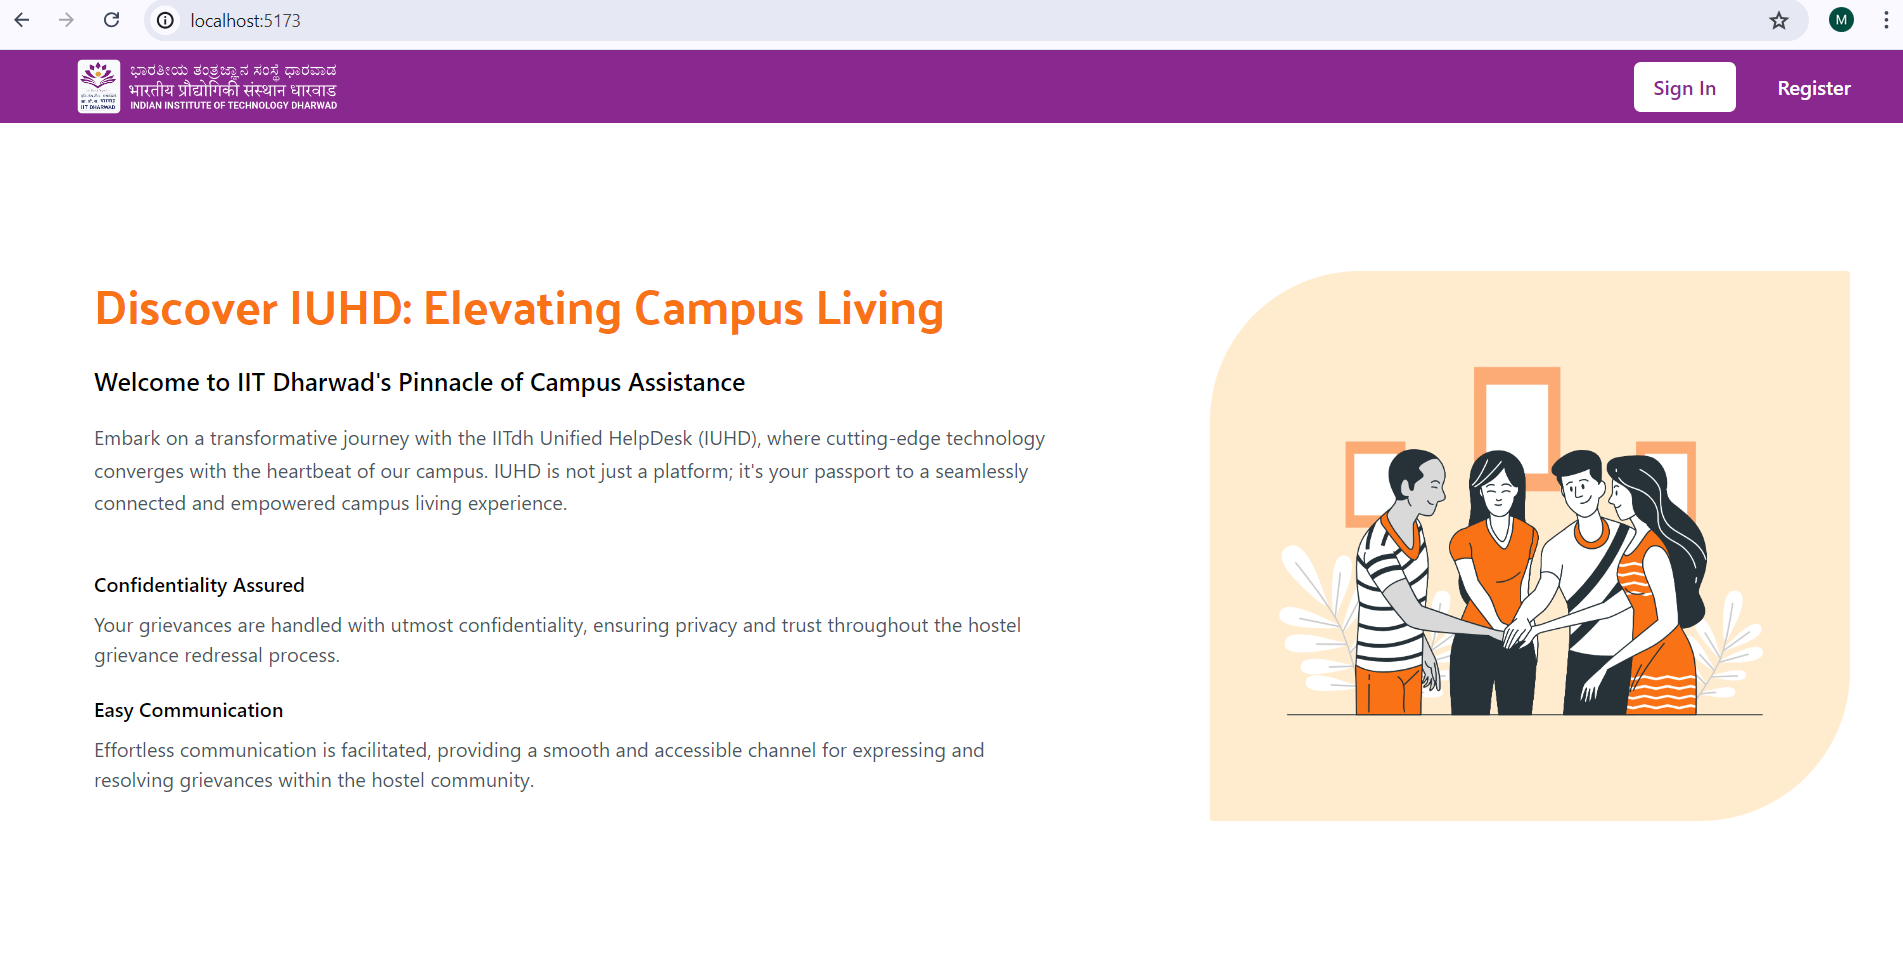 localhost:5173
M
ಭಾರತೀಯ ತಂತ್ರಜ್ಞಾನ ಸಂಸ್ಥೆ ಧಾರವಾಡ
भारतीय प्रौद्योगिकी संस्थान धारवाड
INDIAN INSTITUTE OF TECHNOLOGY DHARWAD
IIT DHARWAD
Sign In
Register
Discover IUHD: Elevating Campus Living
Welcome to IIT Dharwad's Pinnacle of Campus Assistance
Embark on a transformative journey with the IITdh Unified HelpDesk (IUHD), where cutting-edge technology
converges with the heartbeat of our campus. IUHD is not just a platform; it's your passport to a seamlessly
connected and empowered campus living experience.
Confidentiality Assured
Your grievances are handled with utmost confidentiality, ensuring privacy and trust throughout the hostel
grievance redressal process.
Easy Communication
Effortless communication is facilitated, providing a smooth and accessible channel for expressing and
resolving grievances within the hostel community.